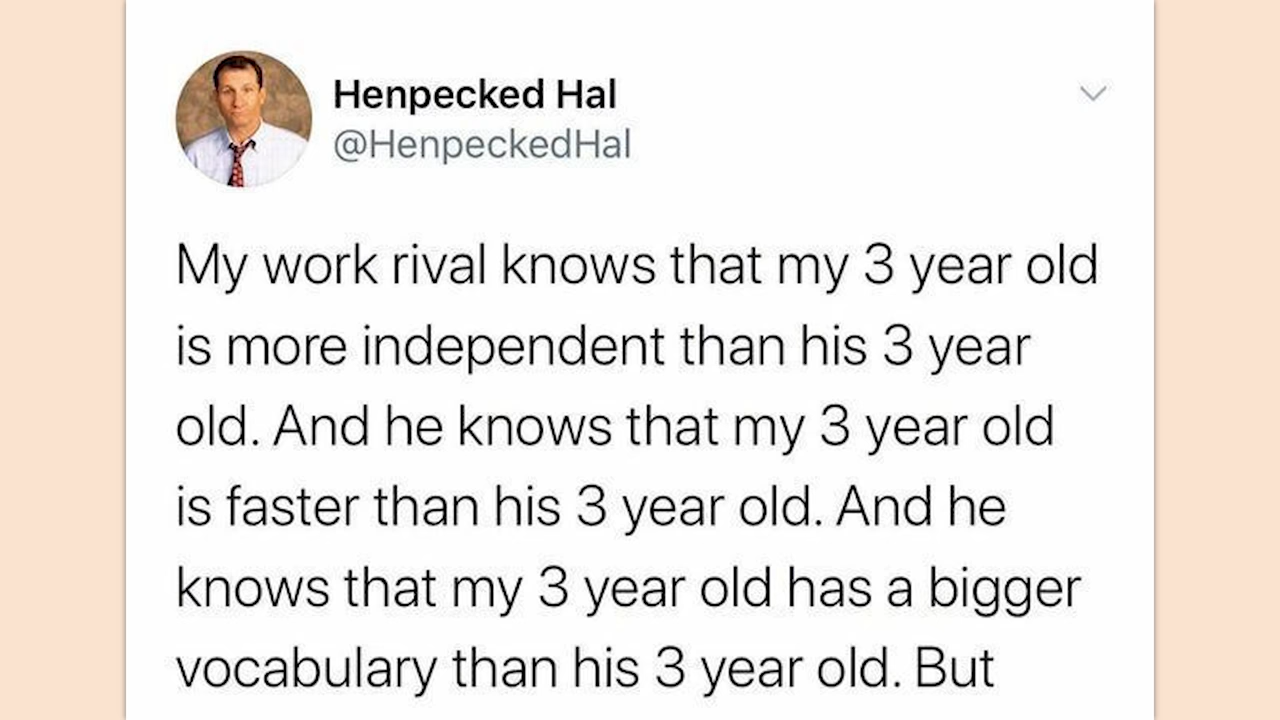 Henpecked Hal
@HenpeckedHal
My work rival knows that my 3 year old
is more independent than his 3 year
old. And he knows that my 3 year old
is faster than his 3 year old. And he
knows that my 3 year old has a bigger
vocabulary than his 3 year old. But